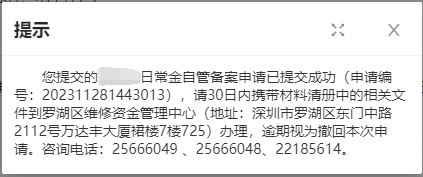 提示
您提交的日常金自管备案申请已提交成功（申请编
号：202311281443013），请30日内携带材料清册中的相关文
件到罗湖区维修资金管理中心（地址：深圳市罗湖区东门中路
2112号万达丰大厦裙楼7楼725）办理，逾期视为撤回本次申
请。咨询电话：25666049 、25666048、22185614。